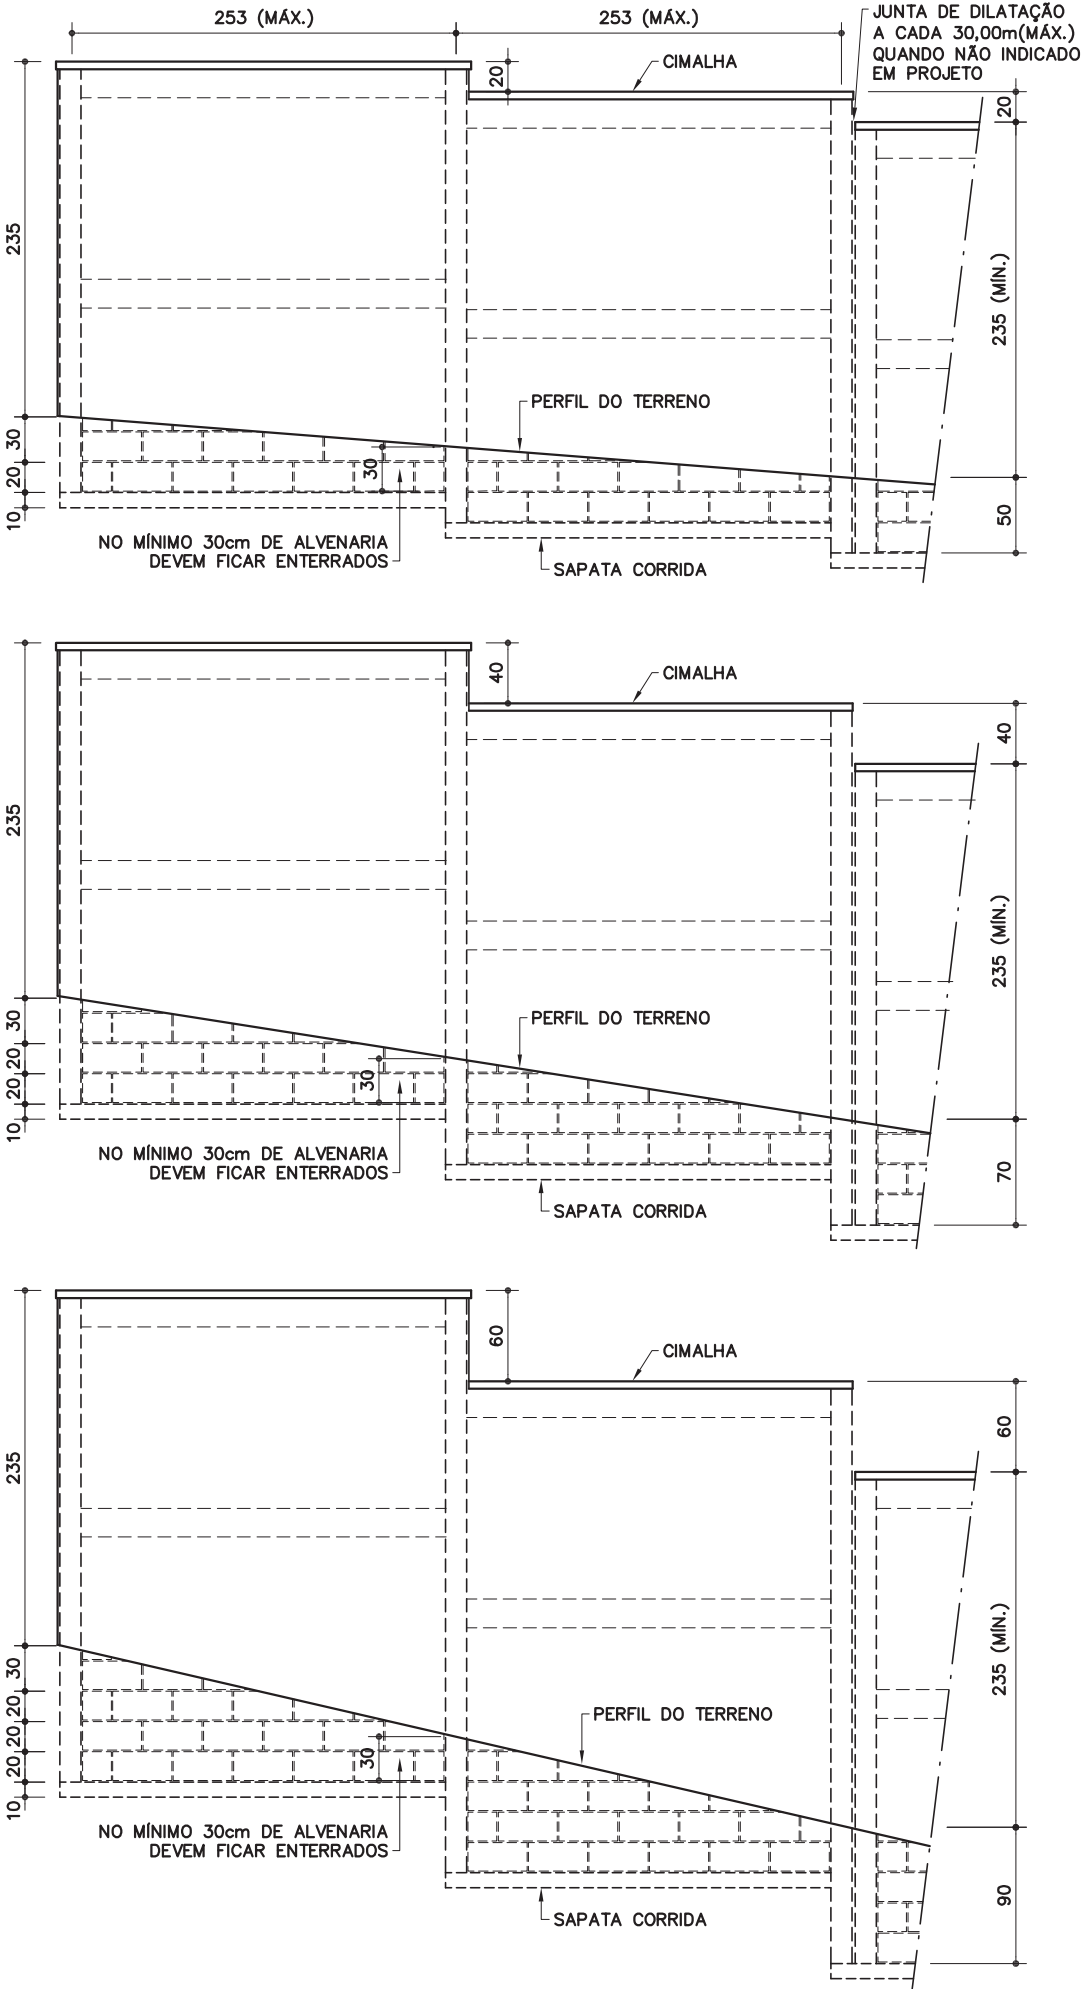 253 (MÁX.)
253 (MÁX.)
JUNTA DE DILATAÇÃO
A CADA 30,00m(MÁX.)
QUANDO NÃO INDICADO
EM PROJETO
20
CIMALHA
20
235
235 (MÍN.)
PERFIL DO TERRENO
30
30
20
10
50
NO MÍNIMO 30cm DE ALVENARIA
DEVEM FICAR ENTERRADOS
SAPATA CORRIDA
40
CIMALHA
40
235
235 (MÍN.)
PERFIL DO TERRENO
30
20
30
20
10
70
NO MÍNIMO 30cm DE ALVENARIA
DEVEM FICAR ENTERRADOS
SAPATA CORRIDA
60
CIMALHA
60
235
235 (MÍN.)
30
20
PERFIL DO TERRENO
20
30
20
10
90
NO MÍNIMO 30cm DE ALVENARIA
DEVEM FICAR ENTERRADOS
SAPATA CORRIDA